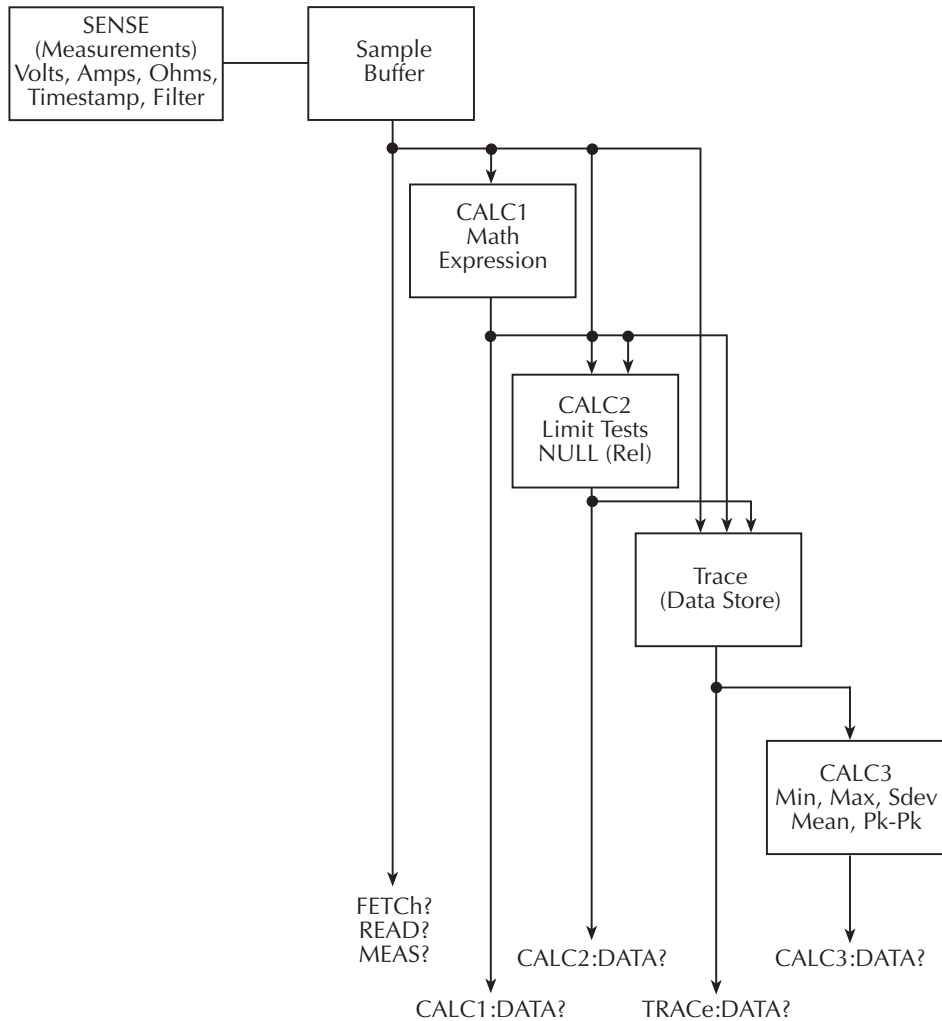 SENSE
(Measurements)
Volts, Amps, Ohms,
Timestamp, Filter
Sample
Buffer
CALC1
Math
Expression
CALC2
Limit Tests
NULL (Rel)
Trace
(Data Store)
CALC3
Min, Max, Sdev
Mean, Pk-Pk
FETCh?
READ?
MEAS?
CALC2:DATA?
CALC3:DATA?
CALC1:DATA?
TRACe:DATA?